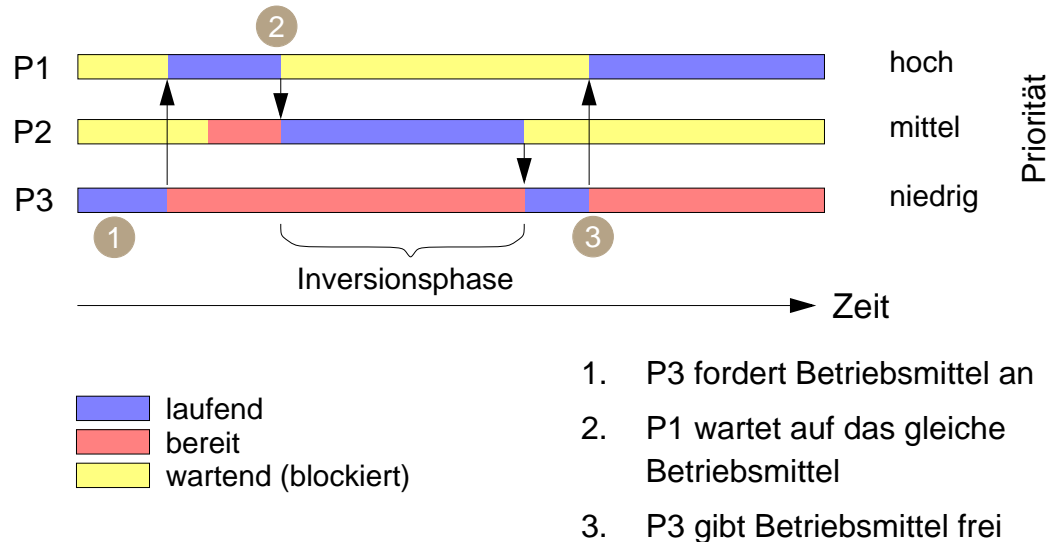 2
P1
hoch
P2
mittel
P3
niedrig
Priorität
1
3
Inversionsphase
Zeit
laufend
bereit
wartend (blockiert)
1. P3 fordert Betriebsmittel an
2. P1 wartet auf das gleiche
Betriebsmittel
3. P3 gibt Betriebsmittel frei